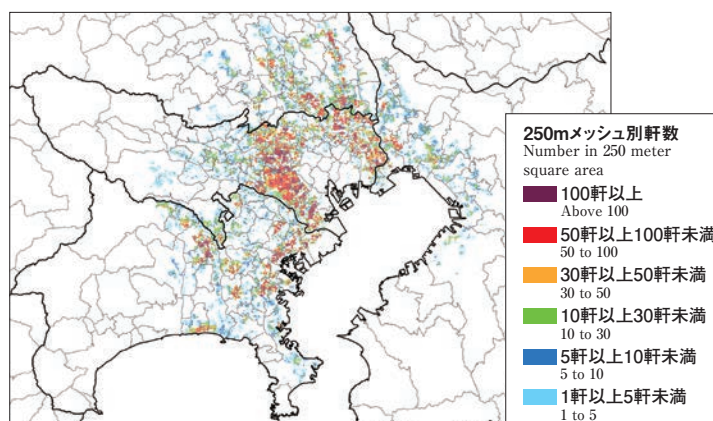 250mメッシュ別軒数
Number in 250 meter
square area
100軒以上
Above 100
50軒以上100軒未満
50 to 100
30軒以上50軒未満
30 to 50
10軒以上30軒未満
10 to 30
5軒以上10軒未満
5 to 10
1軒以上5軒未満
1 to 5